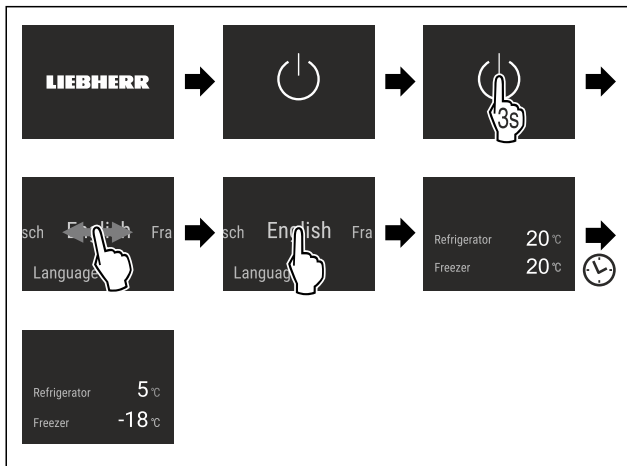 LIEBHERR
3s
sch English Fra
Language
sch English Fra
Languag
Refrigerator 20 °C
Freezer 20 °C
Refrigerator 5 °C
Freezer -18 °C